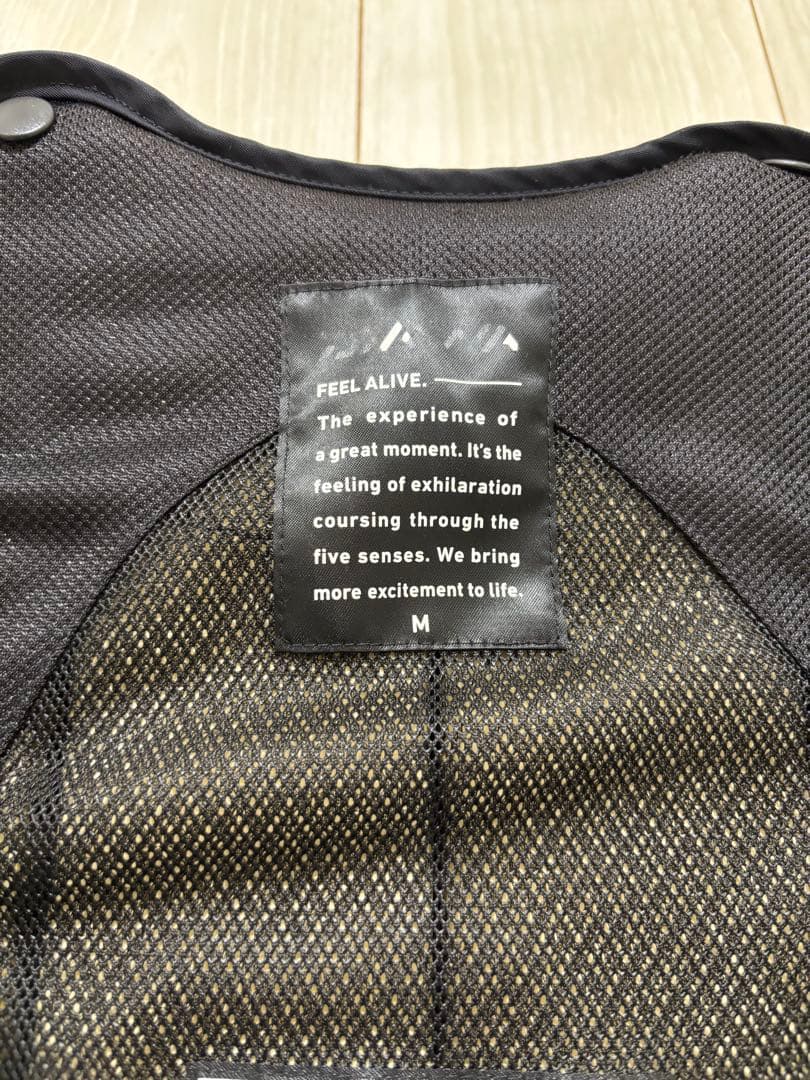 FEEL ALIVE.
The experience of
a great moment. It's the
feeling of exhilaration
coursing through the
five senses. We bring
more excitement to life.
M